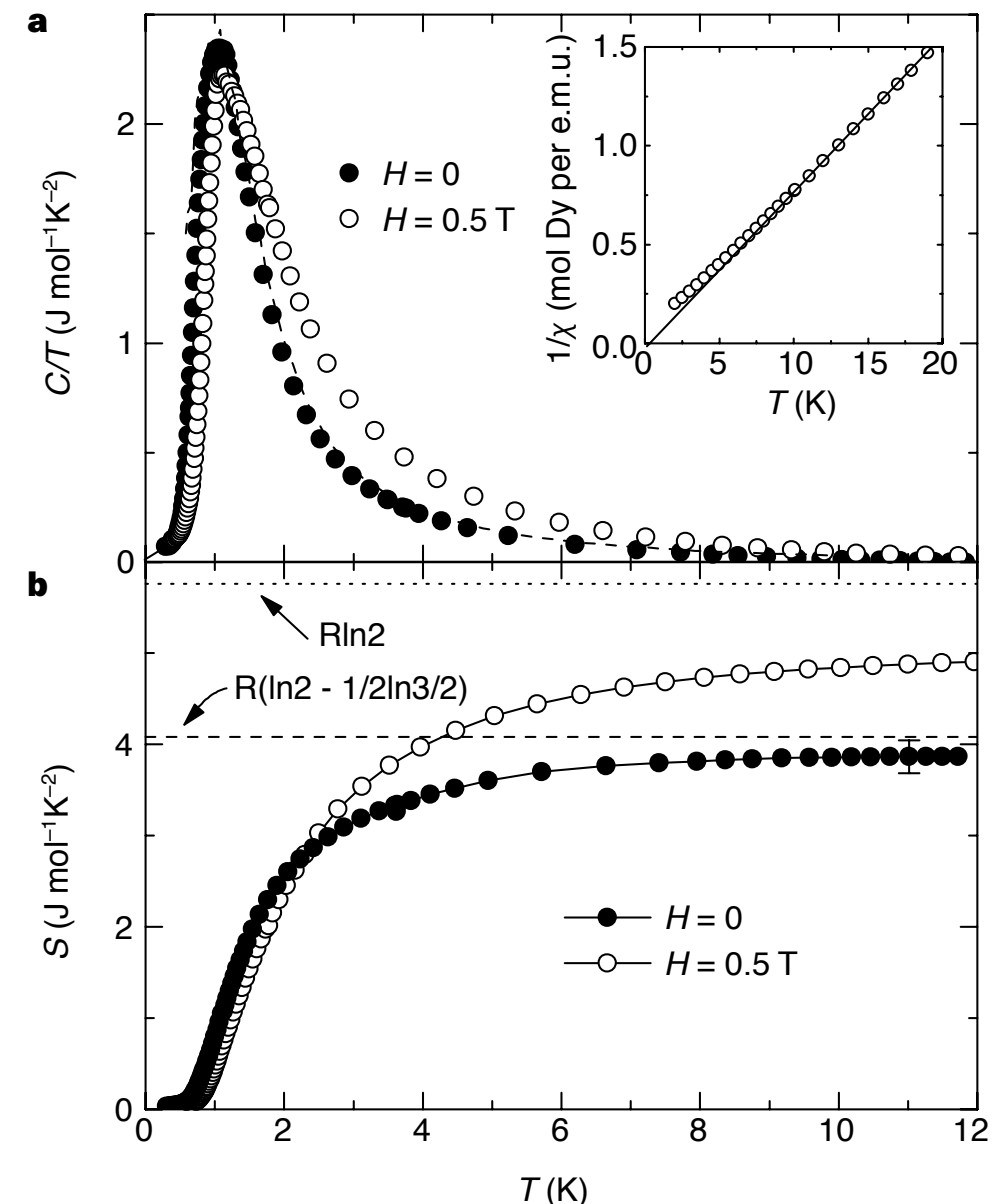 a
2
1
0
C/T (J mol⁻¹K⁻²)
H = 0
H = 0.5 T
1.5
1.0
0.5
0.0
1/χ (mol Dy per e.m.u.)
0 5 10 15 20
T (K)
b
Rln2
R(ln2 - 1/2ln3/2)
4
2
0
S (J mol⁻¹K⁻²)
H = 0
H = 0.5 T
0 2 4 6 8 10 12
T (K)